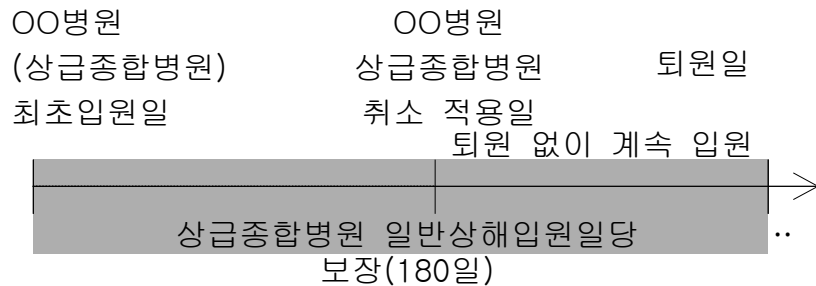 OO병원
(상급종합병원)
최초입원일
OO병원
상급종합병원
취소 적용일
퇴원일
퇴원 없이 계속 입원
상급종합병원 일반상해입원일당
보장(180일)
..